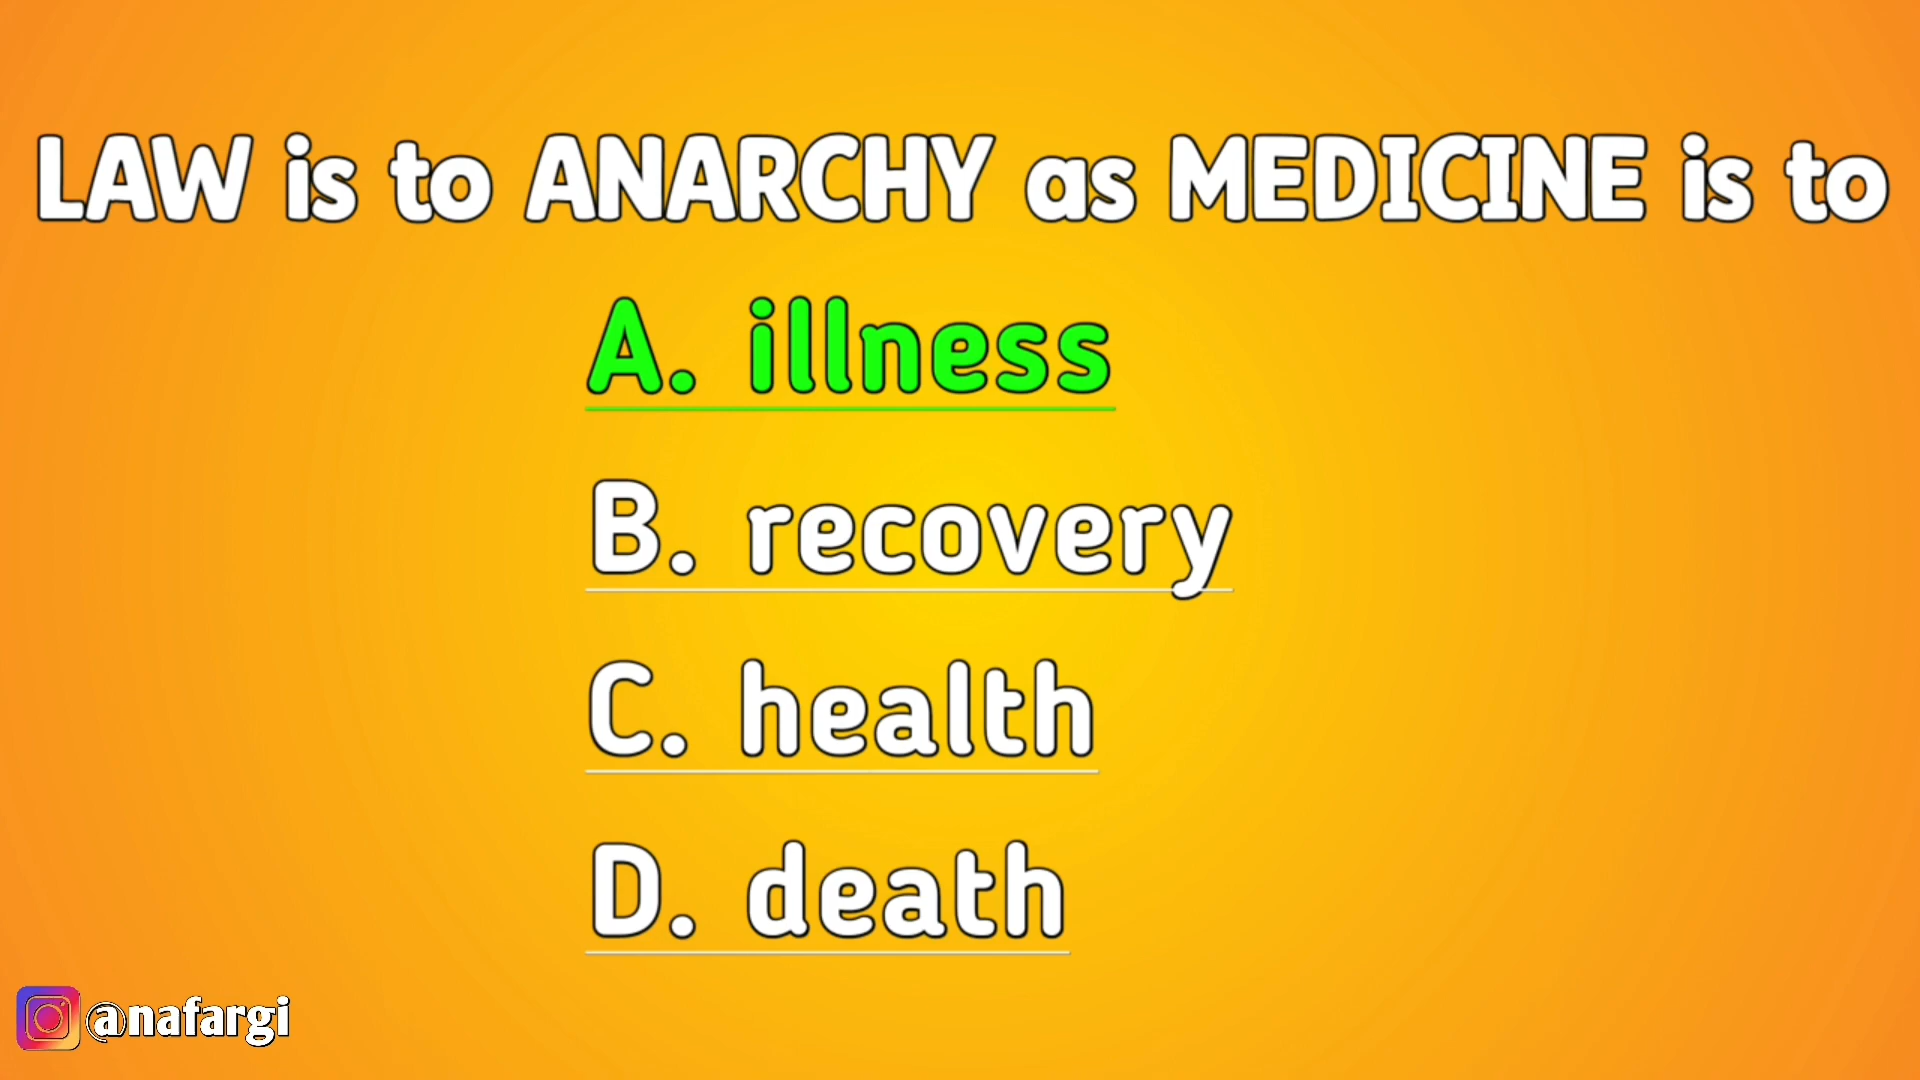 LAW is to ANARCHY as MEDICINE is to
A. illness
B. recovery
C. health
D. death
@nafargi